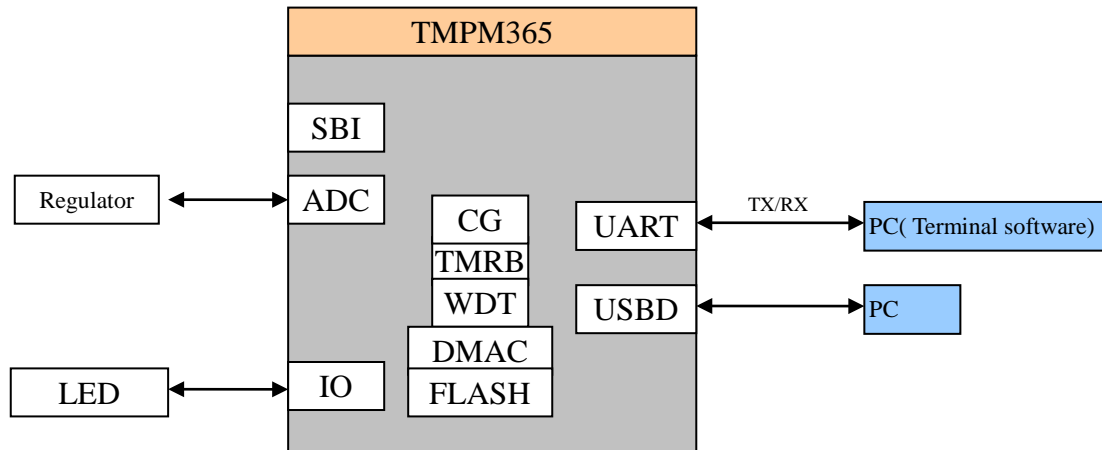 TMPM365
SBI
Regulator
ADC
CG
TMRB
WDT
DMAC
FLASH
UART
TX/RX
PC( Terminal software)
USBD
PC
LED
IO